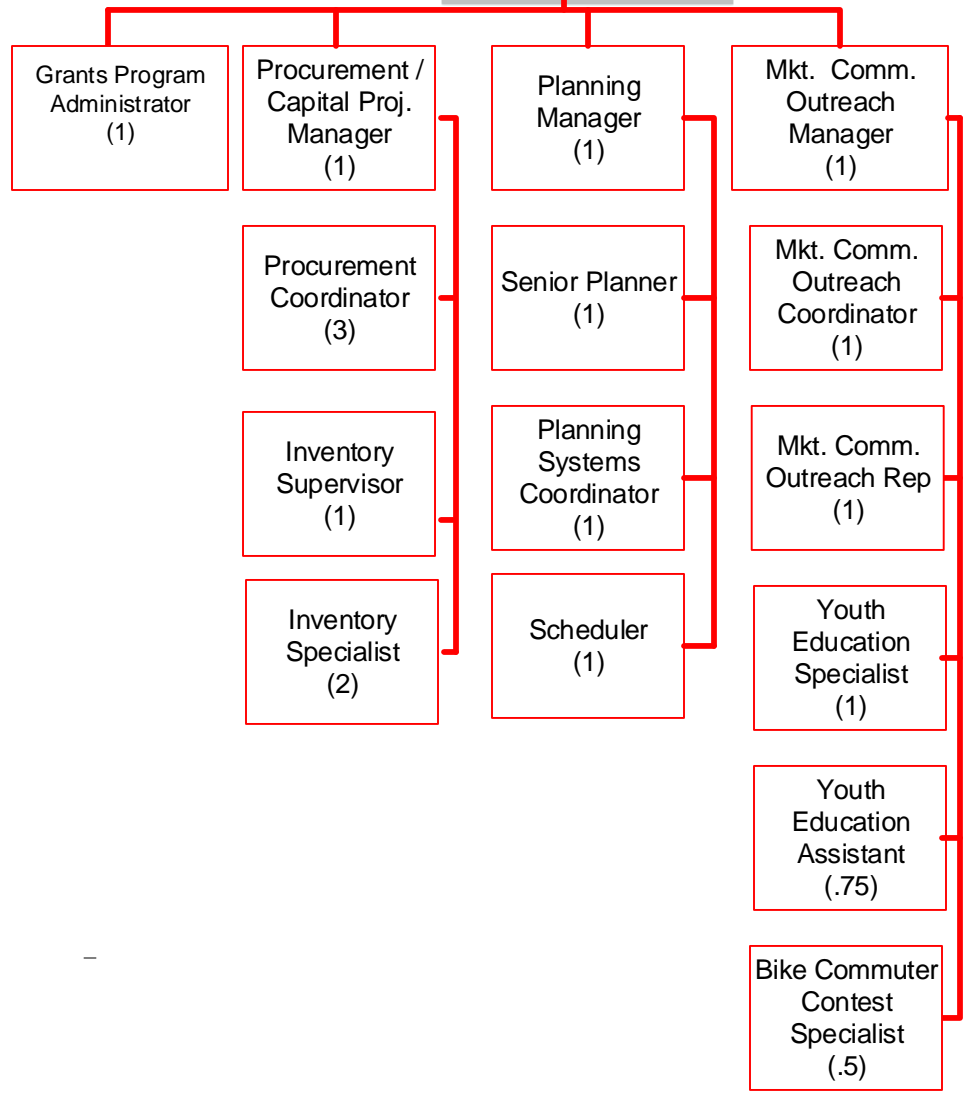 Grants Program
Administrator
(1)
Procurement /
Capital Proj.
Manager
(1)
Planning
Manager
(1)
Mkt. Comm.
Outreach
Manager
(1)
Procurement
Coordinator
(3)
Senior Planner
(1)
Mkt. Comm.
Outreach
Coordinator
(1)
Inventory
Supervisor
(1)
Planning
Systems
Coordinator
(1)
Mkt. Comm.
Outreach Rep
(1)
Inventory
Specialist
(2)
Scheduler
(1)
Youth
Education
Specialist
(1)
Youth
Education
Assistant
(.75)
Bike Commuter
Contest
Specialist
(.5)